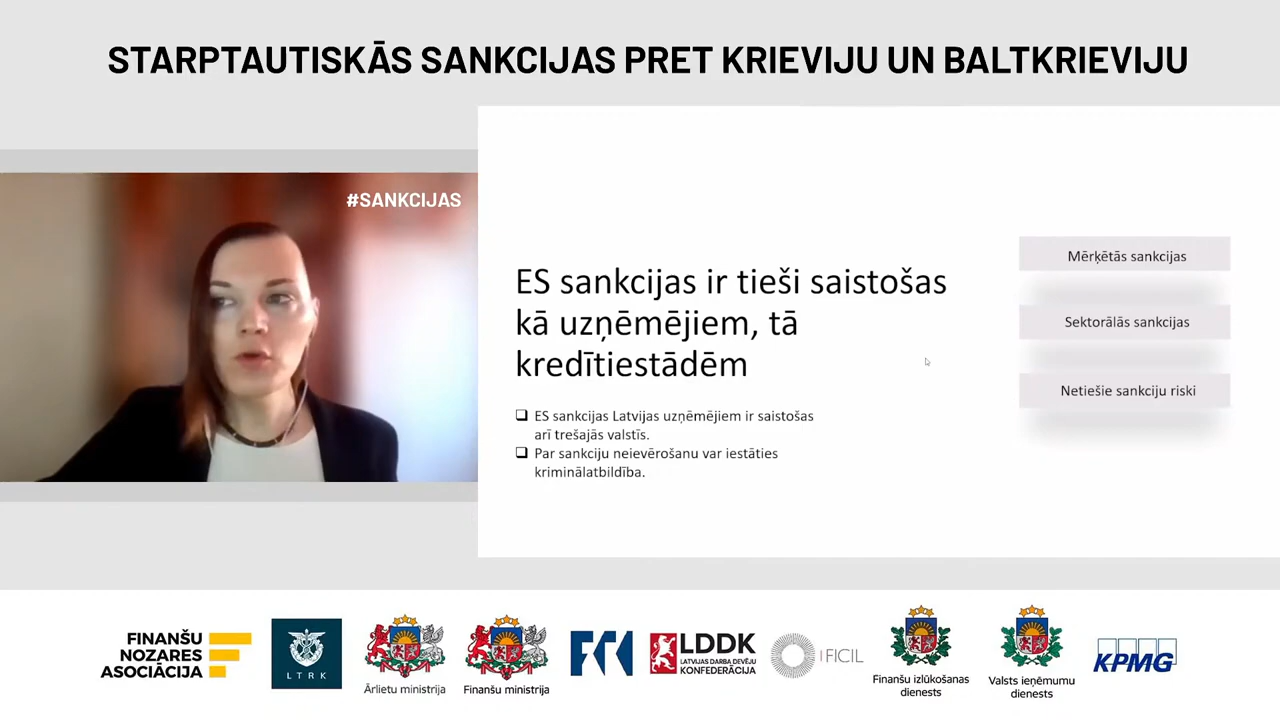 STARPTAUTISKĀS SANKCIJAS PRET KRIEVIJU UN BALTKRIEVIJU
#SANKCIJAS
ES sankcijas ir tieši saistošas
kā uzņēmējiem, tā
kredītiestādēm
❑ ES sankcijas Latvijas uzņēmējiem ir saistošas
arī trešajās valstīs.
❑ Par sankciju neievērošanu var iestāties
kriminālatbildība.
Mērķētās sankcijas
Sektorālās sankcijas
Netiešie sankciju riski
FINANŠU
NOZARES
ASOCIĀCIJA
LTRK
Ārlietu ministrija
Finanšu ministrija
LDDK
LATVIJAS DARBA DEVĒJU
KONFEDERĀCIJA
FICIL
Finanšu izlūkošanas
dienests
Valsts ieņēmumu
dienests
KPMG